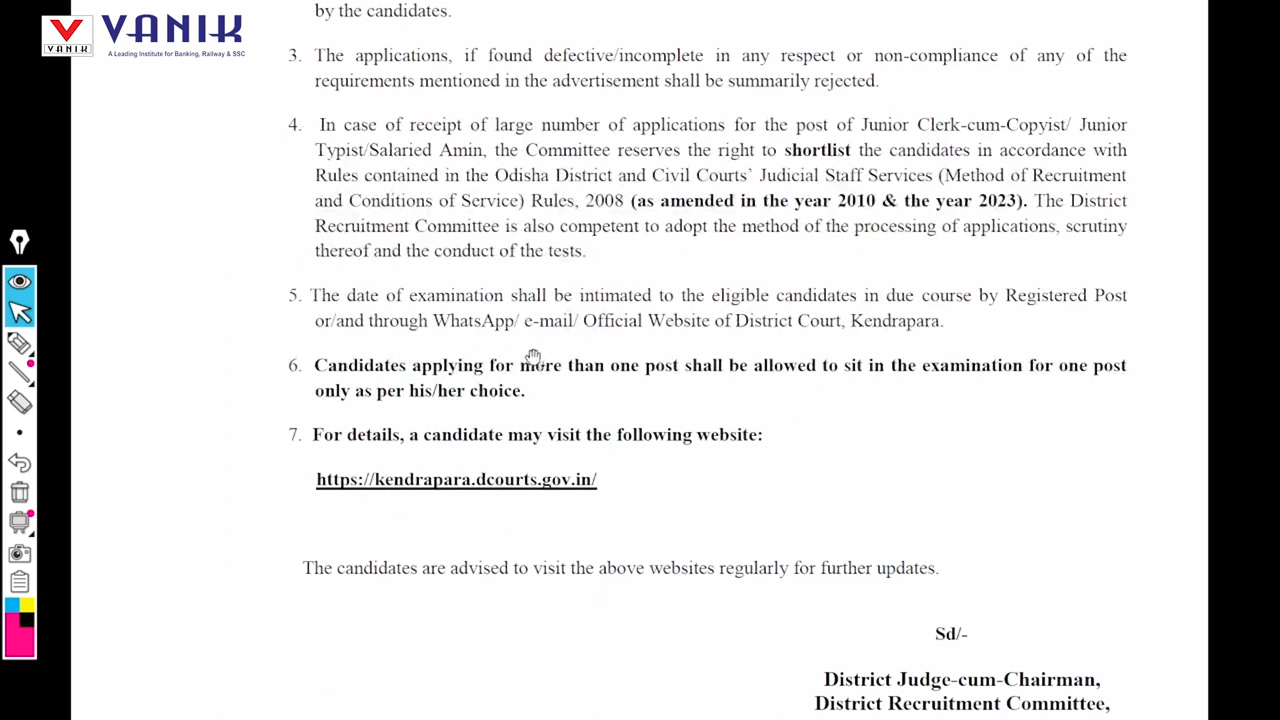 VANIK
VANIK
A Leading Institute for Banking, Railway & SSC
by the candidates.
3. The applications, if found defective/incomplete in any respect or non-compliance of any of the
requirements mentioned in the advertisement shall be summarily rejected.
4. In case of receipt of large number of applications for the post of Junior Clerk-cum-Copyist/ Junior
Typist/Salaried Amin, the Committee reserves the right to shortlist the candidates in accordance with
Rules contained in the Odisha District and Civil Courts' Judicial Staff Services (Method of Recruitment
and Conditions of Service) Rules, 2008 (as amended in the year 2010 & the year 2023). The District
Recruitment Committee is also competent to adopt the method of the processing of applications, scrutiny
thereof and the conduct of the tests.
5. The date of examination shall be intimated to the eligible candidates in due course by Registered Post
or/and through WhatsApp/ e-mail/ Official Website of District Court, Kendrapara.
6. Candidates applying for more than one post shall be allowed to sit in the examination for one post
only as per his/her choice.
7. For details, a candidate may visit the following website:
https://kendrapara.dcourts.gov.in/
The candidates are advised to visit the above websites regularly for further updates.
Sd/-
District Judge-cum-Chairman,
District Recruitment Committee,